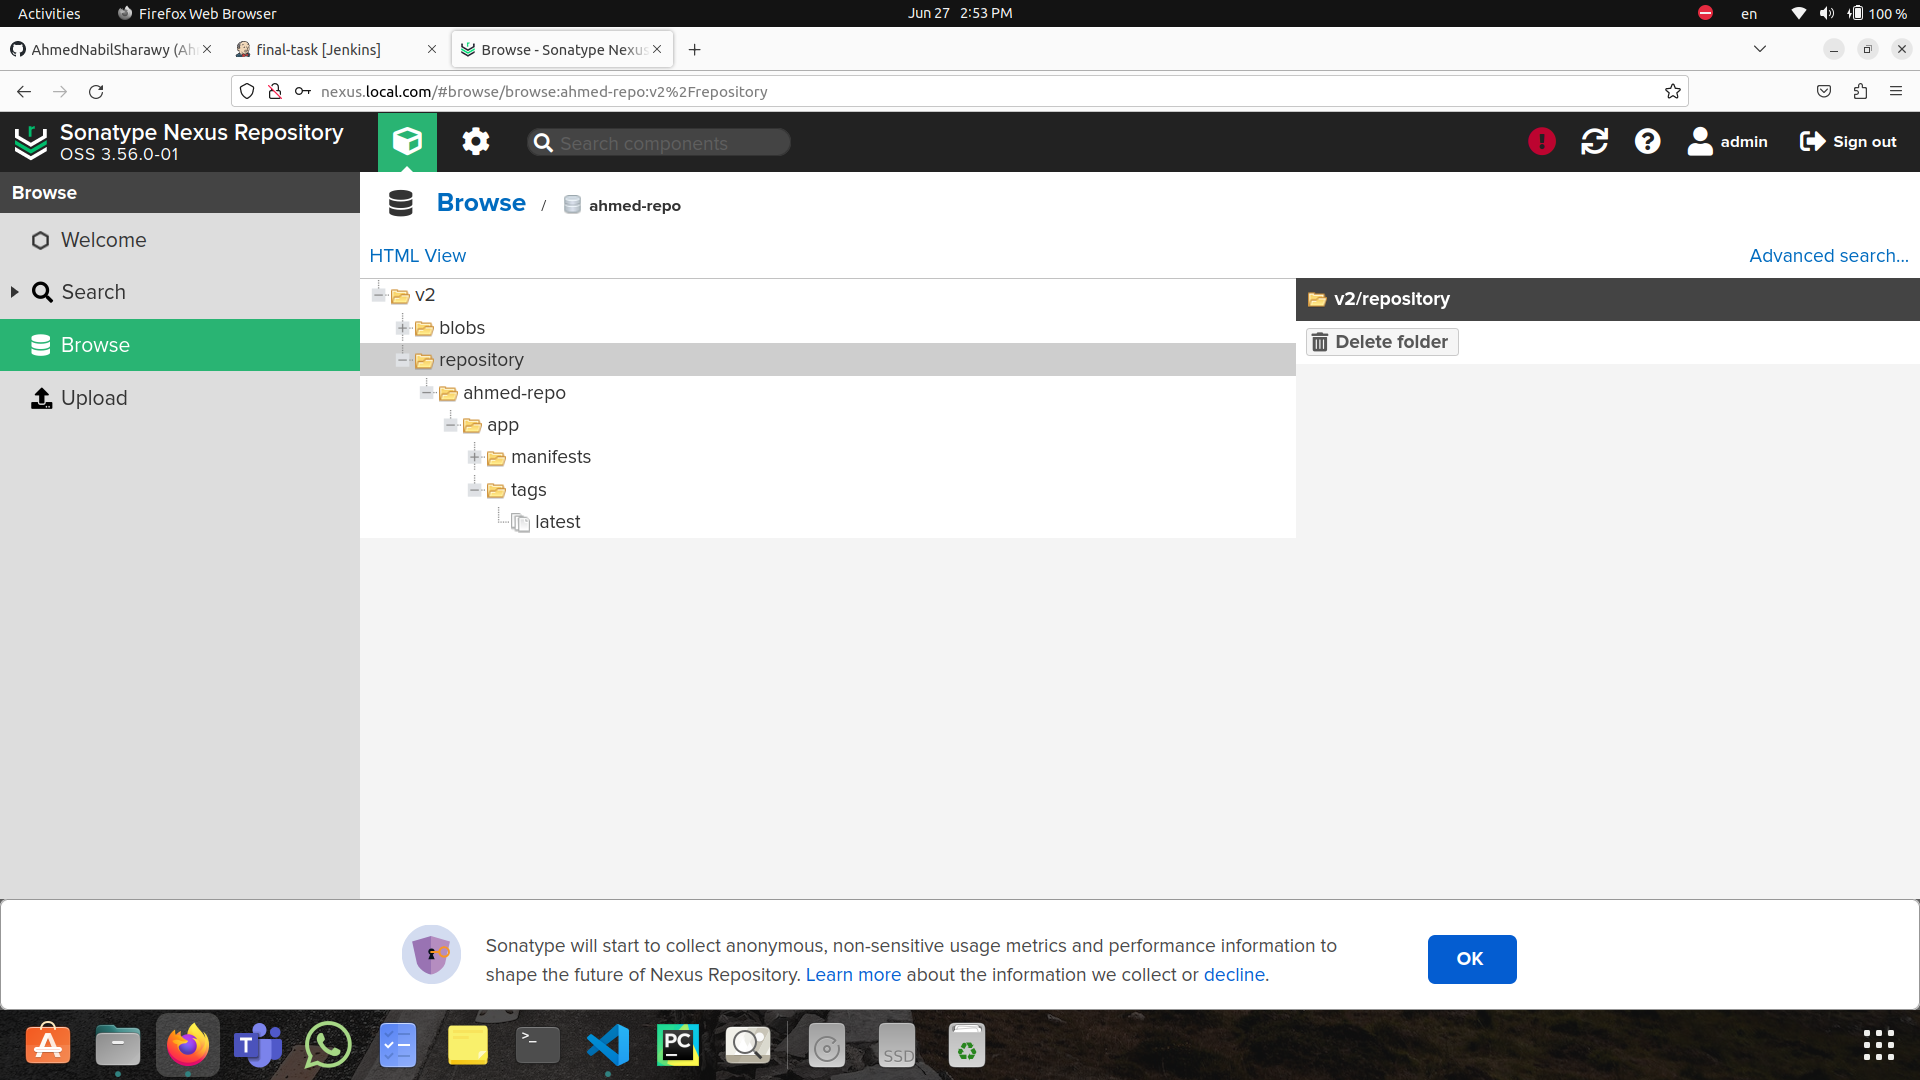 Activities Firefox Web Browser Jun 27 2:53 PM en 100 %
AhmedNabilSharawy (Ah final-task [Jenkins] Browse - Sonatype Nexus
nexus.local.com/#browse/browse:ahmed-repo:v2%2Frepository
Sonatype Nexus Repository
OSS 3.56.0-01
Search components
admin Sign out
Browse
Welcome
Search
Browse
Upload
Browse / ahmed-repo
HTML View Advanced search...
v2
blobs
repository
ahmed-repo
app
manifests
tags
latest
v2/repository
Delete folder
Sonatype will start to collect anonymous, non-sensitive usage metrics and performance information to
shape the future of Nexus Repository. Learn more about the information we collect or decline.
OK
T >_ PC SSD